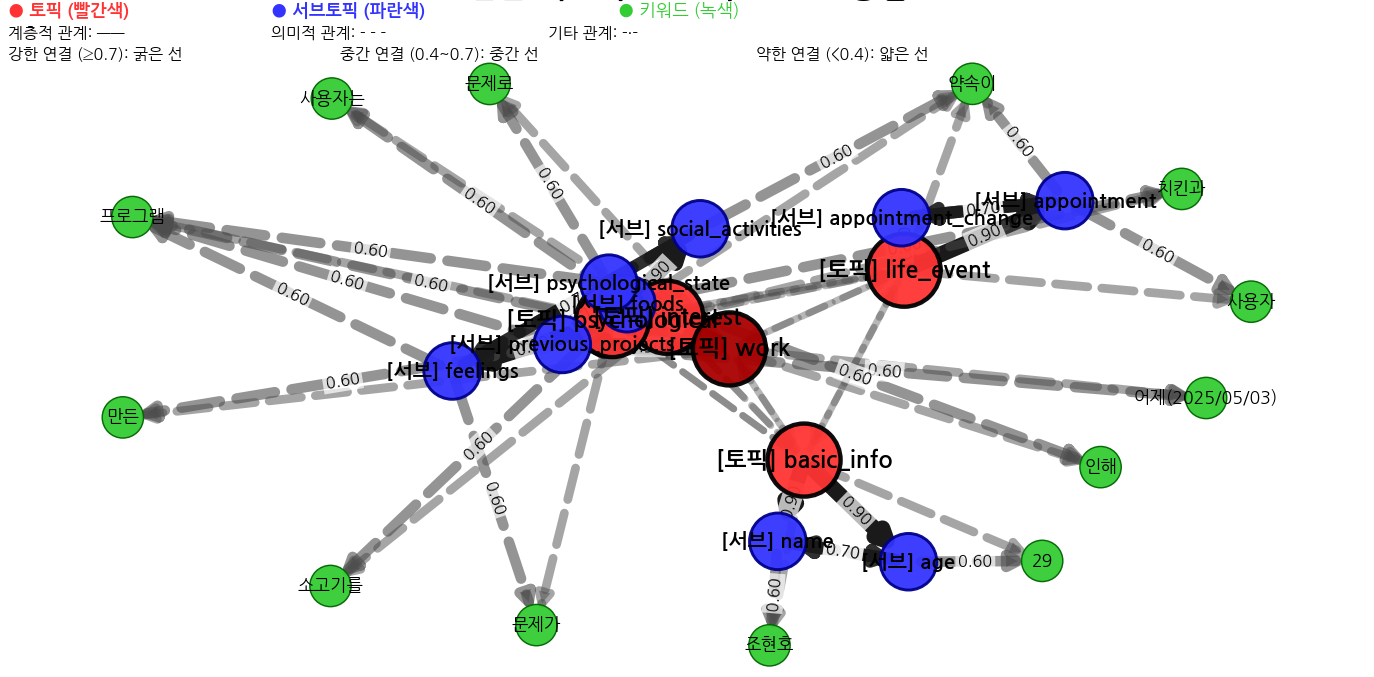 ● 토픽 (빨간색)
● 서브토픽 (파란색)
● 키워드 (녹색)
계층적 관계: ——
의미적 관계: - - -
기타 관계: -·-
강한 연결 (≥0.7): 굵은 선
중간 연결 (0.4~0.7): 중간 선
약한 연결 (<0.4): 얇은 선
문제로
약속이
사용자는
0.60
0.60
0.60
치킨과
0.60
[서브] appointment
프로그램
[서브] appointment_change
0.70
[서브] social_activities
0.90
0.60
0.60
[토픽] life_event
0.90
0.60
0.60
[서브] psychological_state
0.60
사용자
[서브] foods
[토픽] psychological
[토픽] interest
[서브] previous_projects
[토픽] work
[서브] feelings
0.60
0.60
0.60
어제(2025/05/03)
만든
0.60
[토픽] basic_info
인해
0.60
0.90
[서브] name
0.70
[서브] age
0.60
29
소고기를
0.60
문제가
조현호